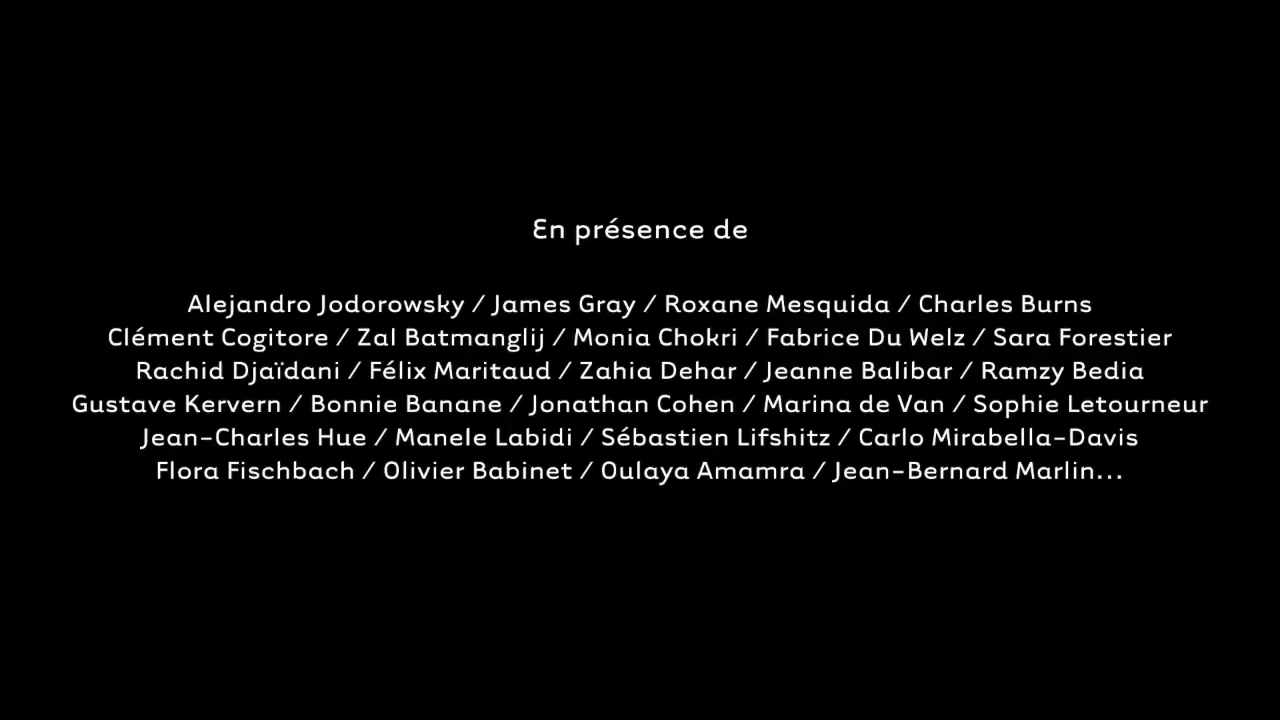 En présence de
Alejandro Jodorowsky / James Gray / Roxane Mesquida / Charles Burns
Clément Cogitore / Zal Batmanglij / Monia Chokri / Fabrice Du Welz / Sara Forestier
Rachid Djaïdani / Félix Maritaud / Zahia Dehar / Jeanne Balibar / Ramzy Bedia
Gustave Kervern / Bonnie Banane / Jonathan Cohen / Marina de Van / Sophie Letourneur
Jean-Charles Hue / Manele Labidi / Sébastien Lifshitz / Carlo Mirabella-Davis
Flora Fischbach / Olivier Babinet / Oulaya Amamra / Jean-Bernard Marlin...